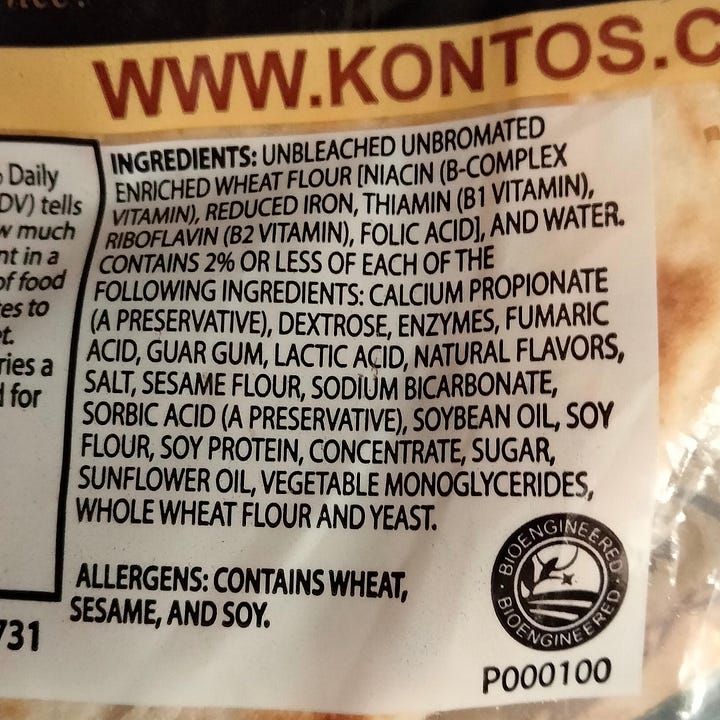 WWW.KONTOS.C
Daily
DV) tells
much
nt in a
of food
es to
et.
ries a
for
731
INGREDIENTS: UNBLEACHED UNBROMATED
ENRICHED WHEAT FLOUR [NIACIN (B-COMPLEX
VITAMIN), REDUCED IRON, THIAMIN (B1 VITAMIN),
RIBOFLAVIN (B2 VITAMIN), FOLIC ACID], AND WATER.
CONTAINS 2% OR LESS OF EACH OF THE
FOLLOWING INGREDIENTS: CALCIUM PROPIONATE
(A PRESERVATIVE), DEXTROSE, ENZYMES, FUMARIC
ACID, GUAR GUM, LACTIC ACID, NATURAL FLAVORS,
SALT, SESAME FLOUR, SODIUM BICARBONATE,
SORBIC ACID (A PRESERVATIVE), SOYBEAN OIL, SOY
FLOUR, SOY PROTEIN, CONCENTRATE, SUGAR,
SUNFLOWER OIL, VEGETABLE MONOGLYCERIDES,
WHOLE WHEAT FLOUR AND YEAST.
ALLERGENS: CONTAINS WHEAT,
SESAME, AND SOY.
BIOENGINEERED
BIOENGINEERED
P000100